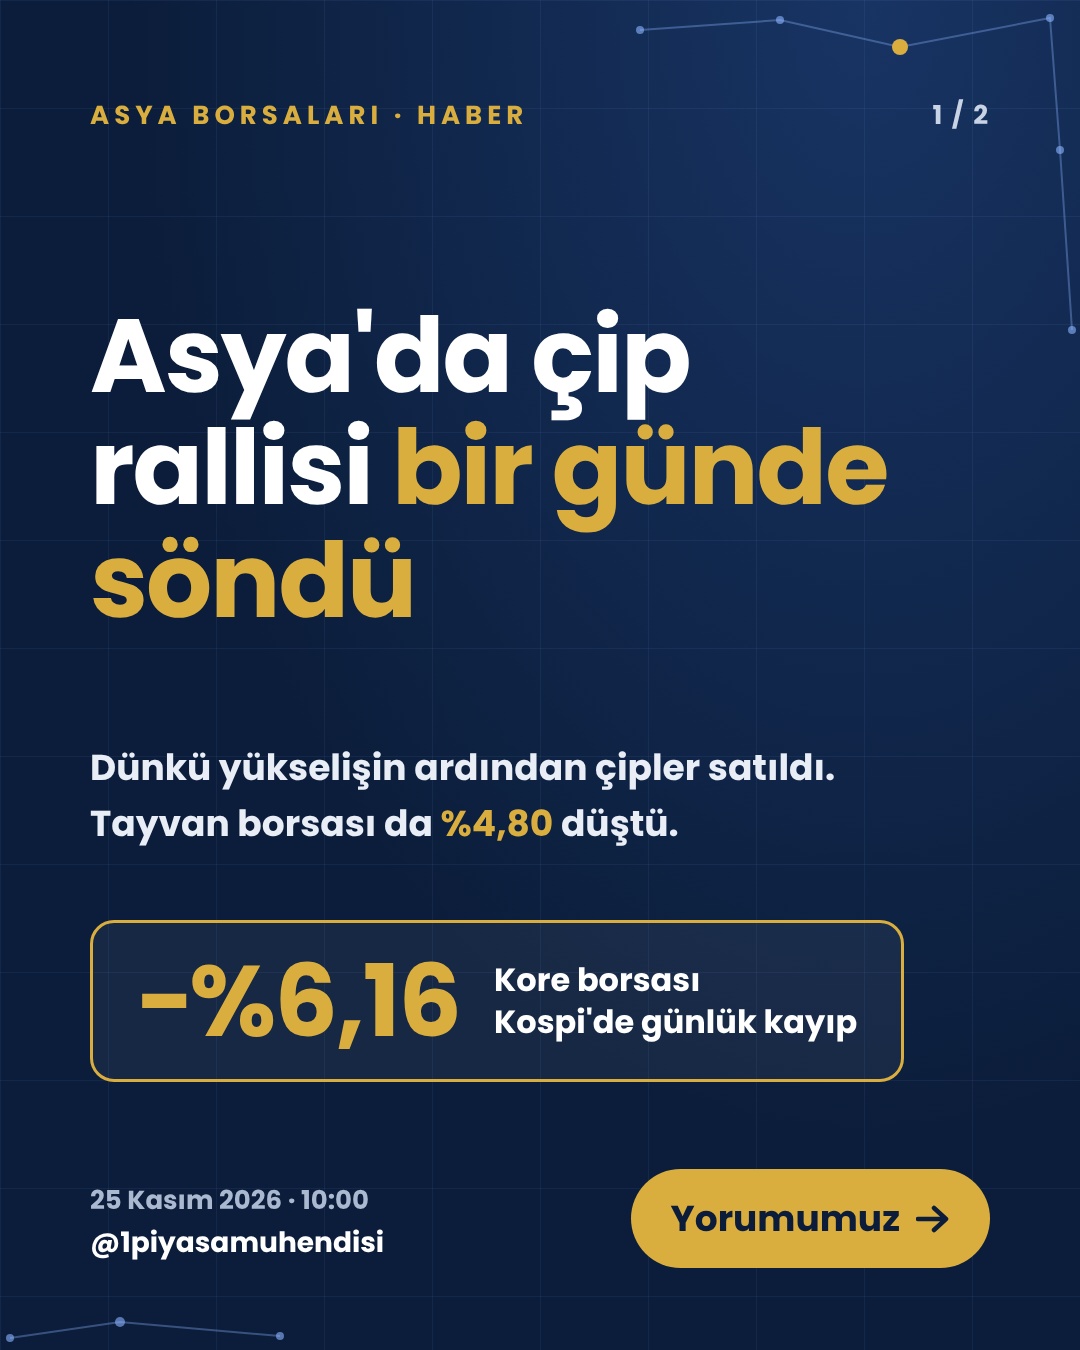 ASYA BORSALARI · HABER
1 / 2
Asya'da çip
rallisi bir günde
söndü
Dünkü yükselişin ardından çipler satıldı.
Tayvan borsası da %4,80 düştü.
-%6,16
Kore borsası
Kospi'de günlük kayıp
25 Kasım 2026 · 10:00
@1piyasamuhendisi
Yorumumuz →